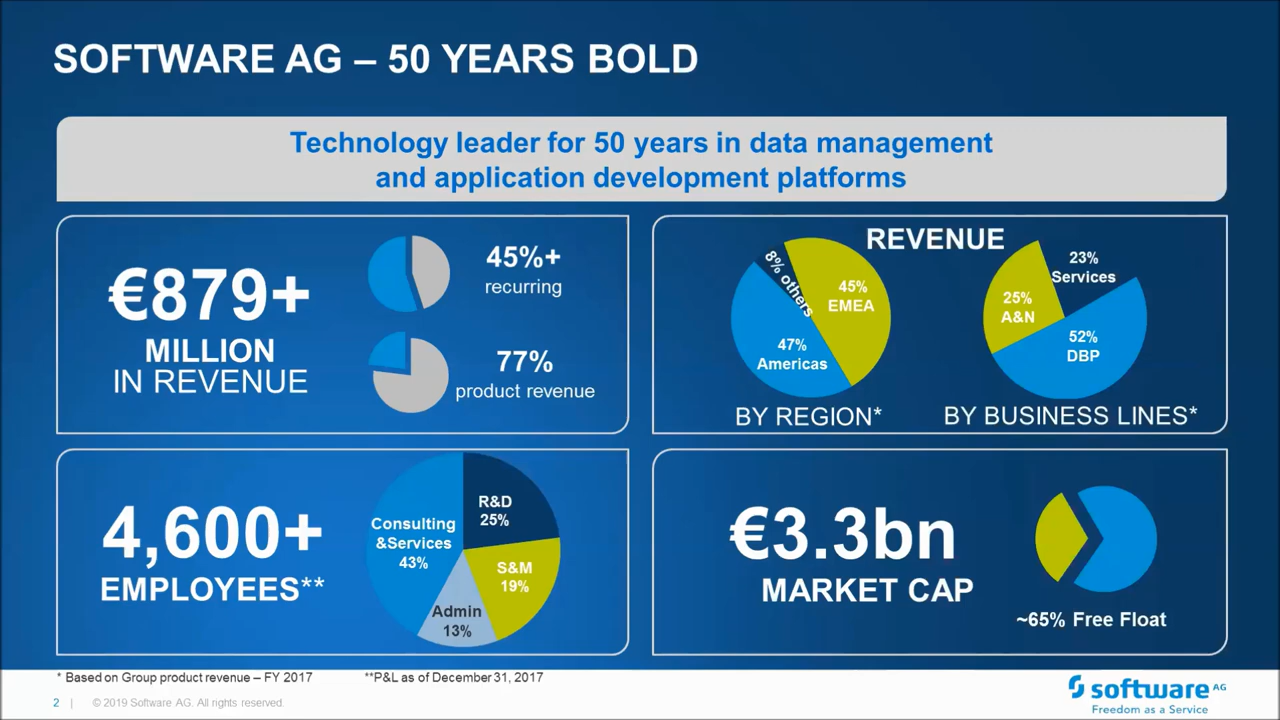 SOFTWARE AG – 50 YEARS BOLD
Technology leader for 50 years in data management
and application development platforms
€879+
MILLION
IN REVENUE
45%+
recurring
77%
product revenue
REVENUE
8% others
45%
EMEA
47%
Americas
BY REGION*
23%
Services
25%
A&N
52%
DBP
BY BUSINESS LINES*
4,600+
EMPLOYEES**
R&D
25%
Consulting
&Services
43%
S&M
19%
Admin
13%
€3.3bn
MARKET CAP
~65% Free Float
* Based on Group product revenue – FY 2017
**P&L as of December 31, 2017
2 | © 2019 Software AG. All rights reserved.
software AG
Freedom as a Service